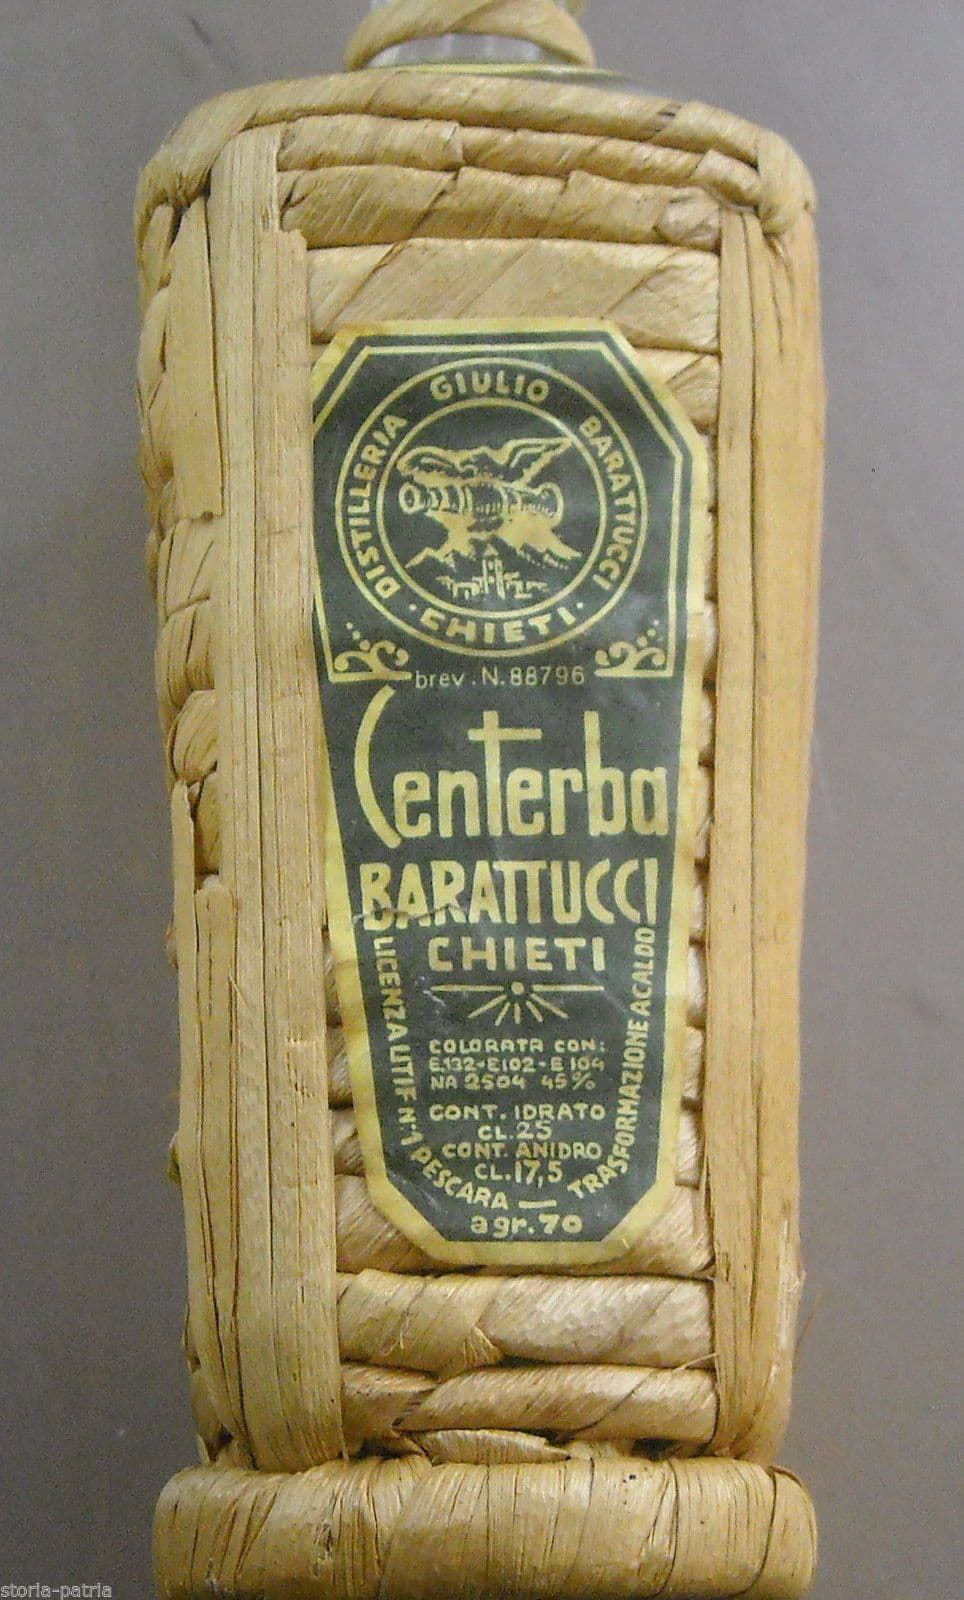 DISTILLERIA GIULIO BARATTUCCI
· CHIETI ·
brev. N. 88796
Centerba
BARATTUCCI
CHIETI
COLORATA CON:
E.132-E102-E 104
NA 2504 45%
CONT. IDRATO
CL. 25
CONT. ANIDRO
CL. 17,5
LICENZA UTIF N.1 PESCARA — TRASFORMAZIONE A CALDO
agr. 70
storia-patria